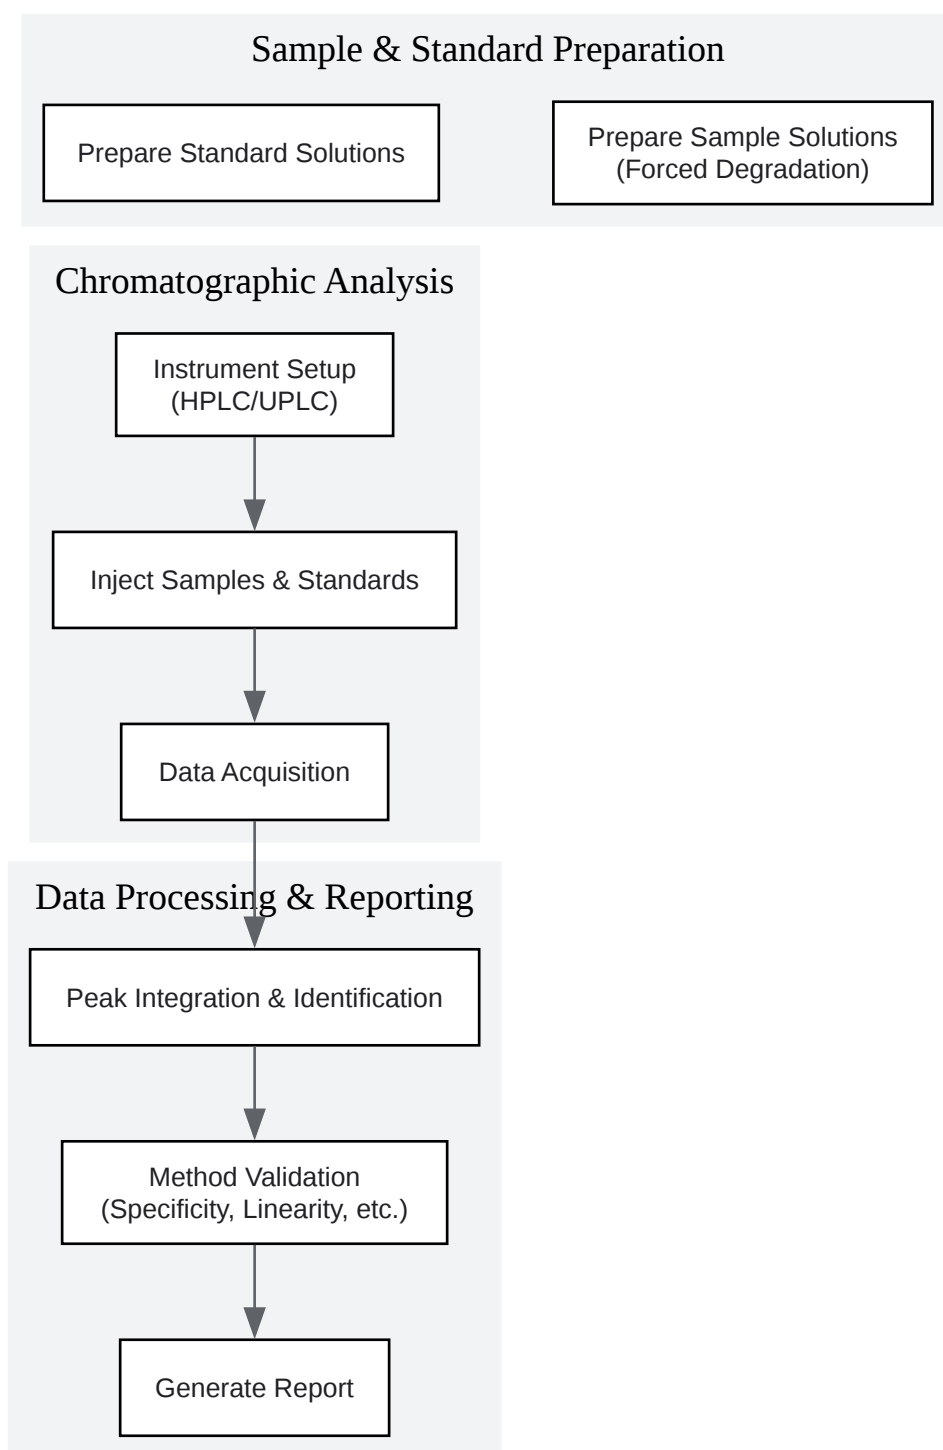 Sample & Standard Preparation
Prepare Standard Solutions
Prepare Sample Solutions
(Forced Degradation)
Chromatographic Analysis
Instrument Setup
(HPLC/UPLC)
Inject Samples & Standards
Data Acquisition
Data Processing & Reporting
Peak Integration & Identification
Method Validation
(Specificity, Linearity, etc.)
Generate Report